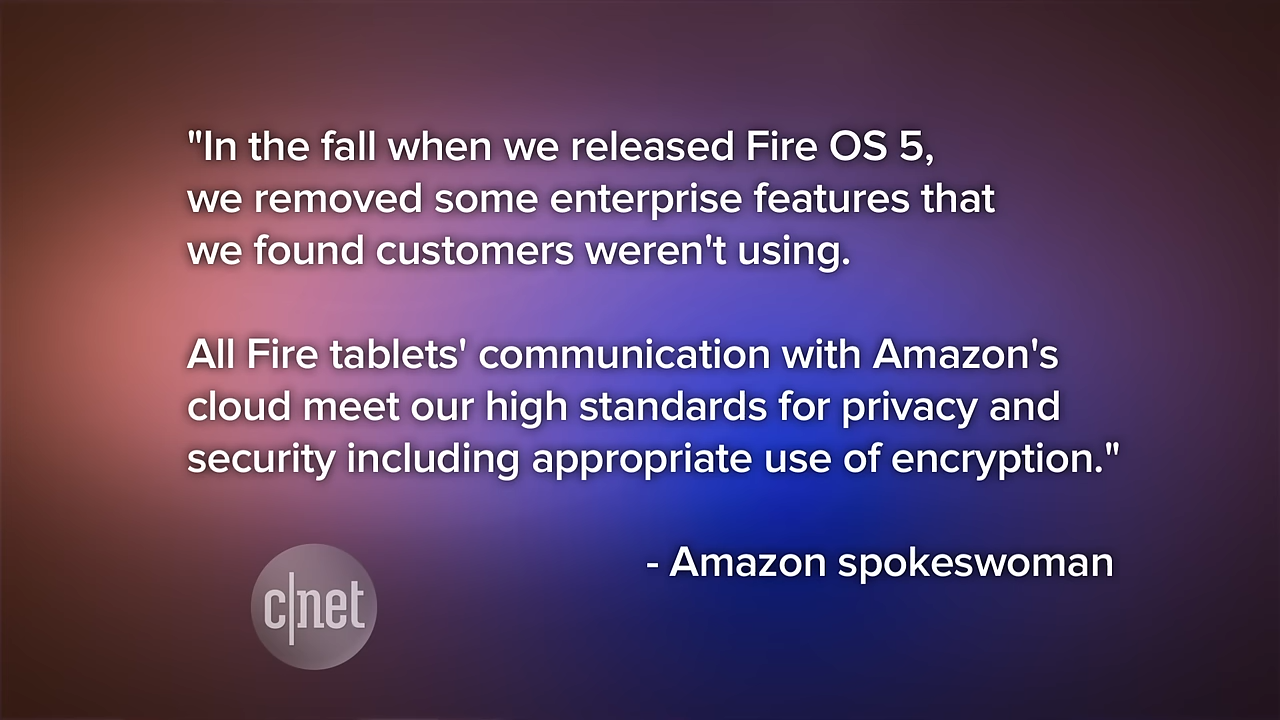 "In the fall when we released Fire OS 5,
we removed some enterprise features that
we found customers weren't using.
All Fire tablets' communication with Amazon's
cloud meet our high standards for privacy and
security including appropriate use of encryption."
- Amazon spokeswoman
c|net